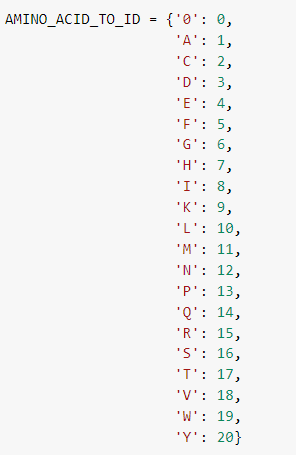 AMINO_ACID_TO_ID = {'0': 0,
'A': 1,
'C': 2,
'D': 3,
'E': 4,
'F': 5,
'G': 6,
'H': 7,
'I': 8,
'K': 9,
'L': 10,
'M': 11,
'N': 12,
'P': 13,
'Q': 14,
'R': 15,
'S': 16,
'T': 17,
'V': 18,
'W': 19,
'Y': 20}